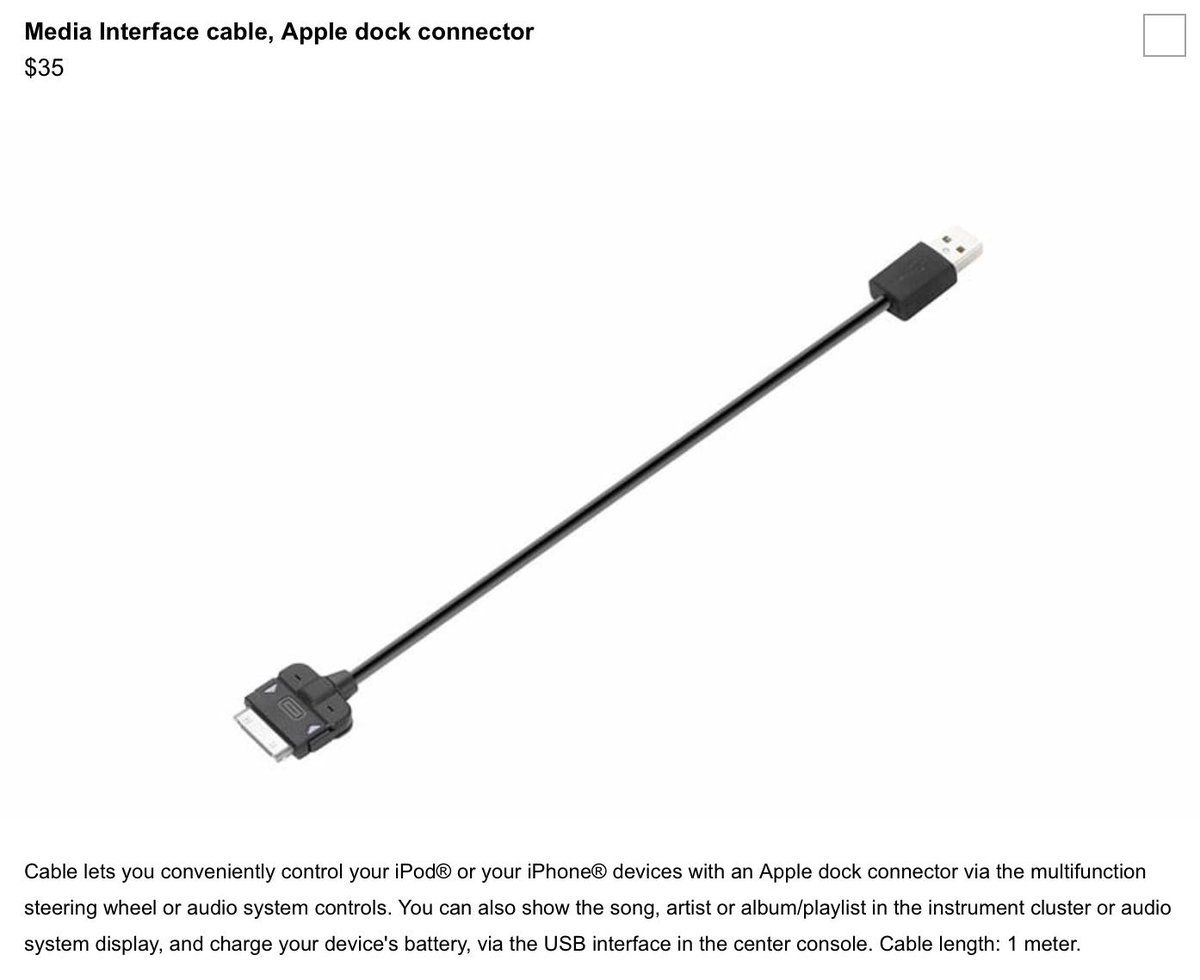 Media Interface cable, Apple dock connector
$35
Cable lets you conveniently control your iPod® or your iPhone® devices with an Apple dock connector via the multifunction
steering wheel or audio system controls. You can also show the song, artist or album/playlist in the instrument cluster or audio
system display, and charge your device's battery, via the USB interface in the center console. Cable length: 1 meter.